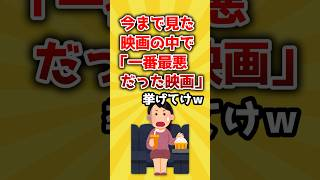 今まで見た
映画の中で
「一番最悪
だった映画」
挙げてけw